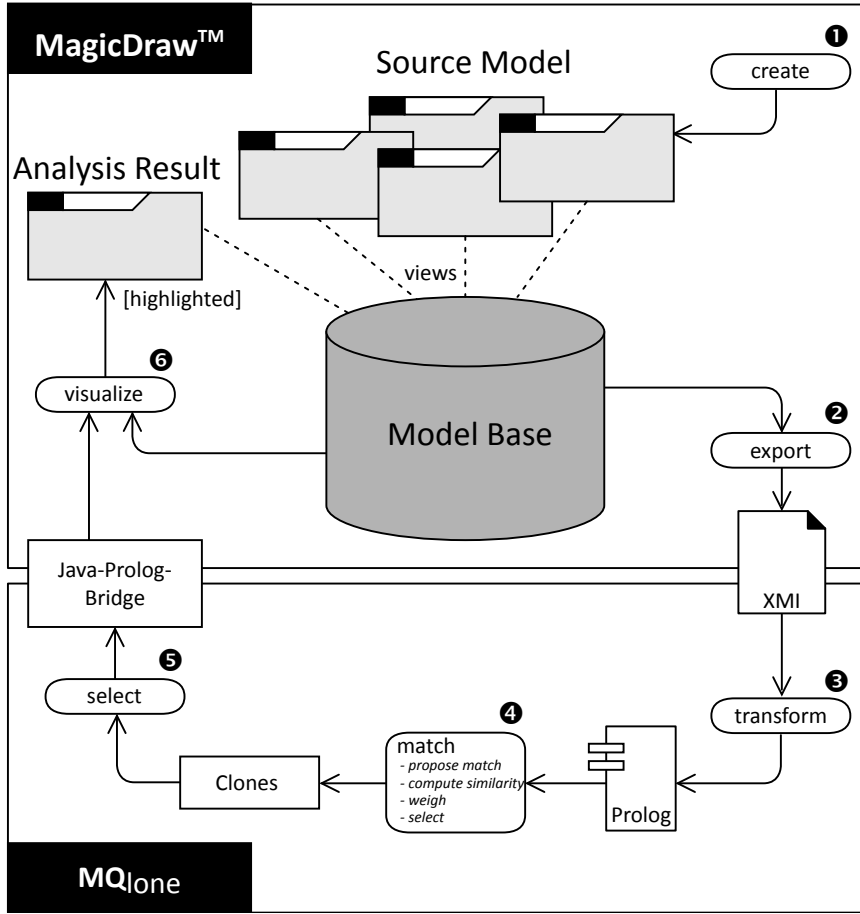 MagicDraw™
Source Model
❶
create
Analysis Result
views
[highlighted]
❻
visualize
Model Base
❷
export
Java-Prolog-
Bridge
XMI
❺
select
❸
transform
❹
match
- propose match
- compute similarity
- weigh
- select
Clones
Prolog
MQlone